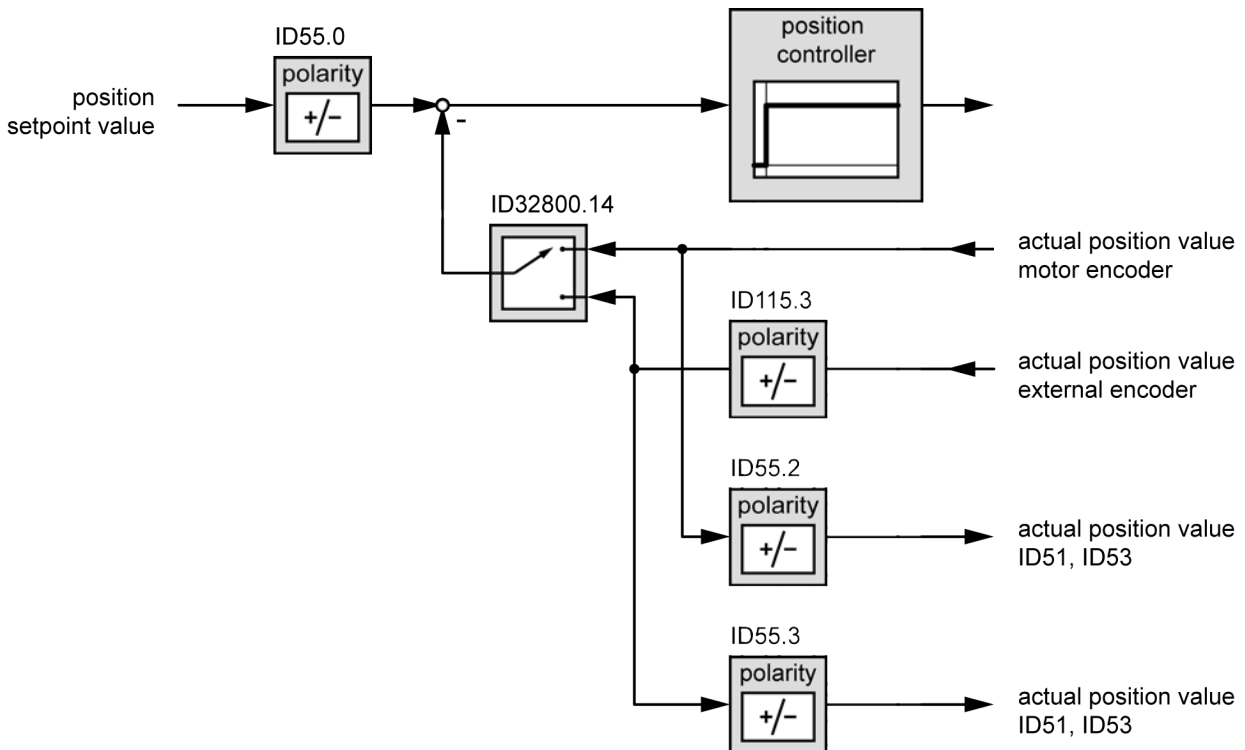 ID55.0
polarity
+/−
position
setpoint value
position
controller
-
ID32800.14
actual position value
motor encoder
ID115.3
polarity
+/−
actual position value
external encoder
ID55.2
polarity
+/−
actual position value
ID51, ID53
ID55.3
polarity
+/−
actual position value
ID51, ID53